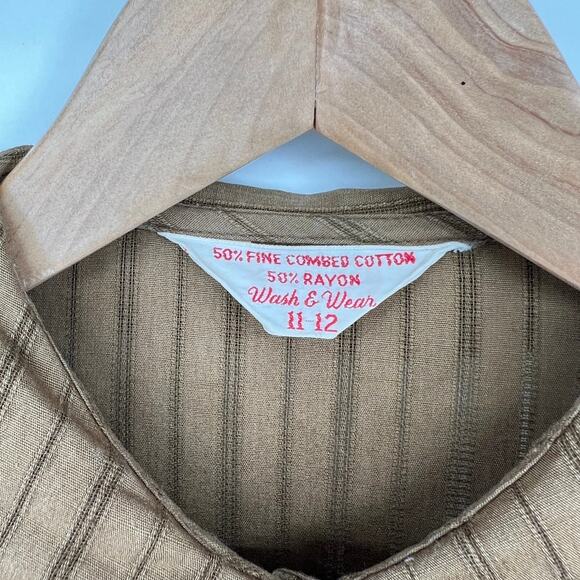 50% FINE COMBED COTTON
50% RAYON
Wash & Wear
11-12